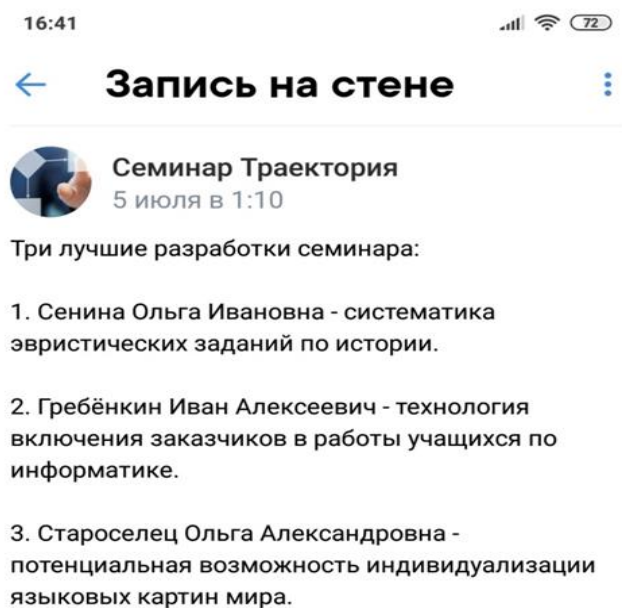 16:41
72
Запись на стене
Семинар Траектория
5 июля в 1:10
Три лучшие разработки семинара:
1. Сенина Ольга Ивановна - систематика
эвристических заданий по истории.
2. Гребёнкин Иван Алексеевич - технология
включения заказчиков в работы учащихся по
информатике.
3. Староселец Ольга Александровна -
потенциальная возможность индивидуализации
языковых картин мира.